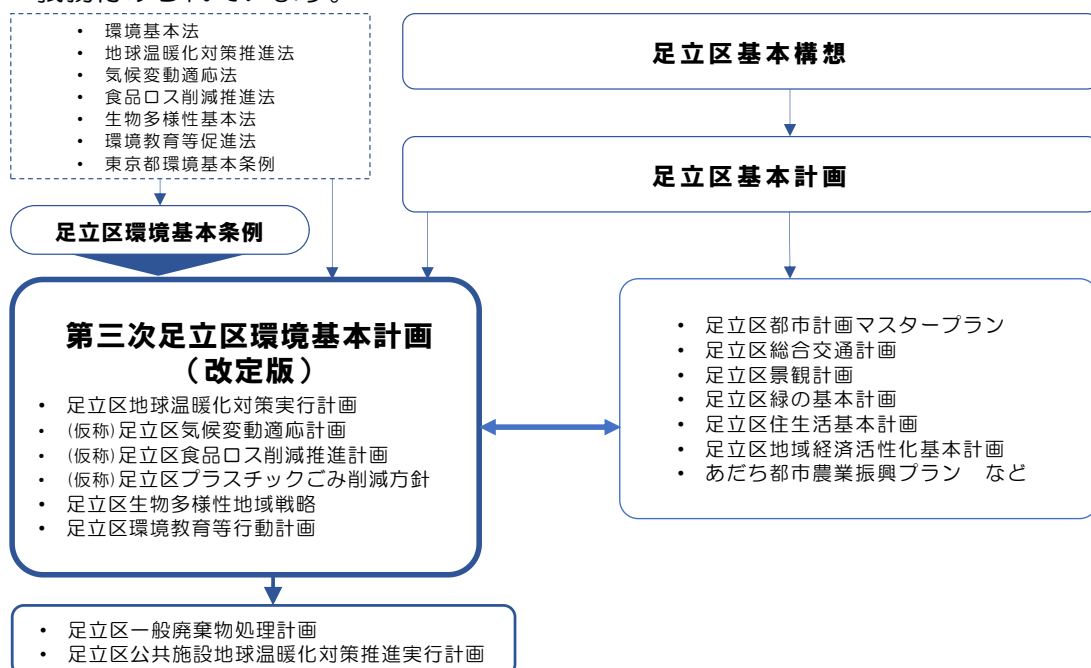 義務化づけられています。
・ 環境基本法
・ 地球温暖化対策推進法
・ 気候変動適応法
・ 食品ロス削減推進法
・ 生物多様性基本法
・ 環境教育等促進法
・ 東京都環境基本条例
足立区基本構想
足立区基本計画
足立区環境基本条例
第三次足立区環境基本計画
（改定版）
・ 足立区地球温暖化対策実行計画
・ (仮称)足立区気候変動適応計画
・ (仮称)足立区食品ロス削減推進計画
・ (仮称)足立区プラスチックごみ削減方針
・ 足立区生物多様性地域戦略
・ 足立区環境教育等行動計画
・ 足立区都市計画マスタープラン
・ 足立区総合交通計画
・ 足立区景観計画
・ 足立区緑の基本計画
・ 足立区住生活基本計画
・ 足立区地域経済活性化基本計画
・ あだち都市農業振興プラン　など
・ 足立区一般廃棄物処理計画
・ 足立区公共施設地球温暖化対策推進実行計画